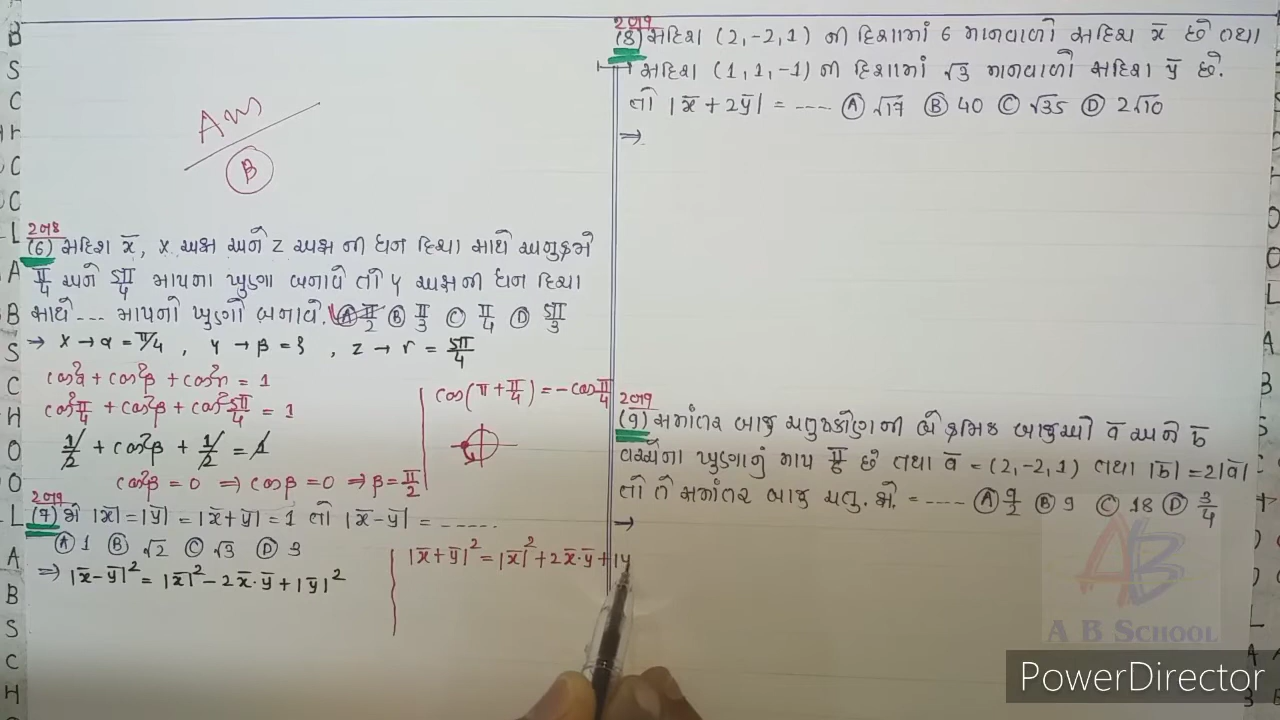 Ans
B
2018
(6) સદિશ x̄, X અક્ષ અને Z અક્ષ ની ધન દિશા સાથે અનુક્રમે
π/4 અને 5π/4 માપના ખુણા બનાવે તો Y અક્ષ ની ધન દિશા
સાથે --- માપનો ખુણો બનાવે. Ⓐ π/2 Ⓑ π/3 Ⓒ π/4 Ⓓ 5π/3
→ X → α = π/4 , Y → β = ? , Z → r = 5π/4
cos²α + cos²β + cos²r = 1
cos²π/4 + cos²β + cos²5π/4 = 1
1/2 + cos²β + 1/2 = 1
cos²β = 0 ⇒ cosβ = 0 ⇒ β = π/2
cos(π + π/4) = -cosπ/4
2019
(7) જો |x̄| = |ȳ| = |x̄ + ȳ| = 1 તો |x̄ - ȳ| = -----.
Ⓐ 1 Ⓑ √2 Ⓒ √3 Ⓓ 3
⇒ |x̄ - ȳ|² = |x̄|² - 2x̄·ȳ + |ȳ|²
|x̄ + ȳ|² = |x̄|² + 2x̄·ȳ + |y
2019
(8) સદિશ (2, -2, 1) ની દિશામાં 6 માનવાળો સદિશ x̄ છે તથા
સદિશ (1, 1, -1) ની દિશામાં √3 માનવાળો સદિશ ȳ છે.
તો |x̄ + 2ȳ| = ---- Ⓐ √17 Ⓑ 40 Ⓒ √35 Ⓓ 2√10
⇒
2019
(9) સમાંતર બાજુ ચતુષ્કોણ ની બે ક્રમિક બાજુઓ ā અને b̄
વચ્ચેના ખુણાનું માપ π/6 છે તથા ā = (2, -2, 1) તથા |b̄| = 2|ā|
તો તે સમાંતર બાજુ ચતુ. ક્ષે. = ---- Ⓐ 9/2 Ⓑ 9 Ⓒ 18 Ⓓ 3/4
→
AB
A B SCHOOL
PowerDirector